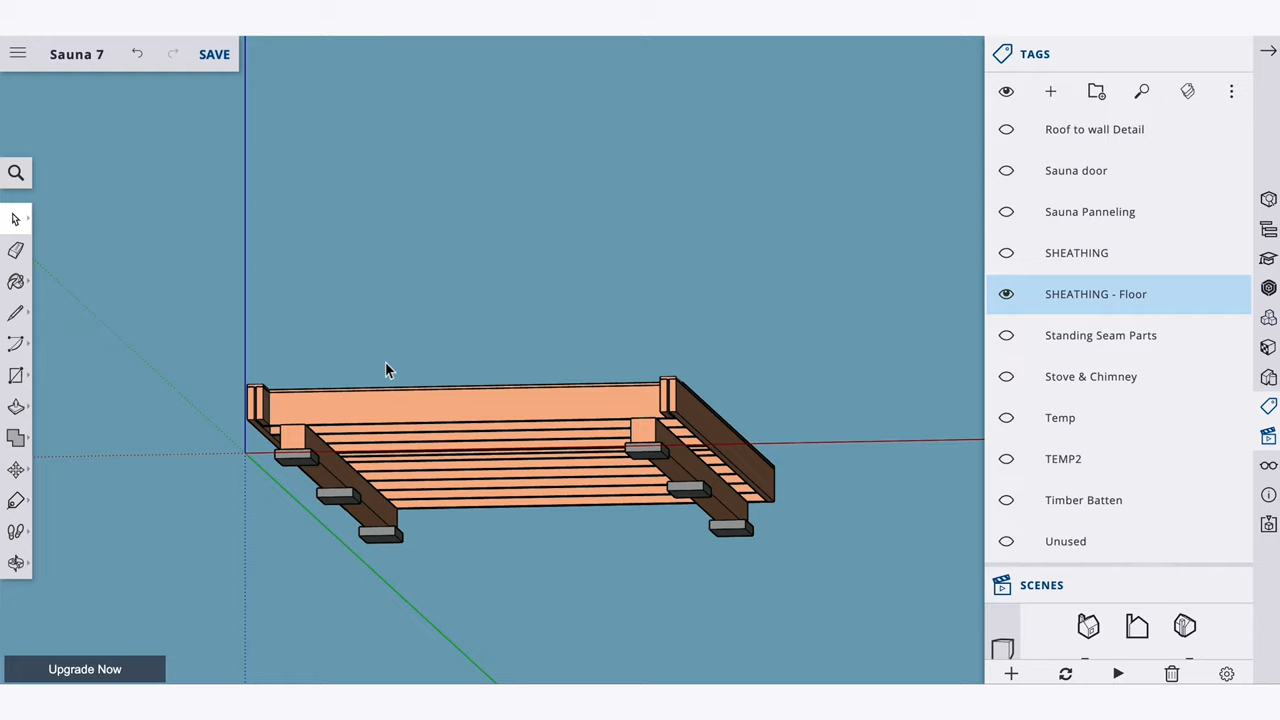 Sauna 7
SAVE
TAGS
Roof to wall Detail
Sauna door
Sauna Panneling
SHEATHING
SHEATHING - Floor
Standing Seam Parts
Stove & Chimney
Temp
TEMP2
Timber Batten
Unused
SCENES
Upgrade Now